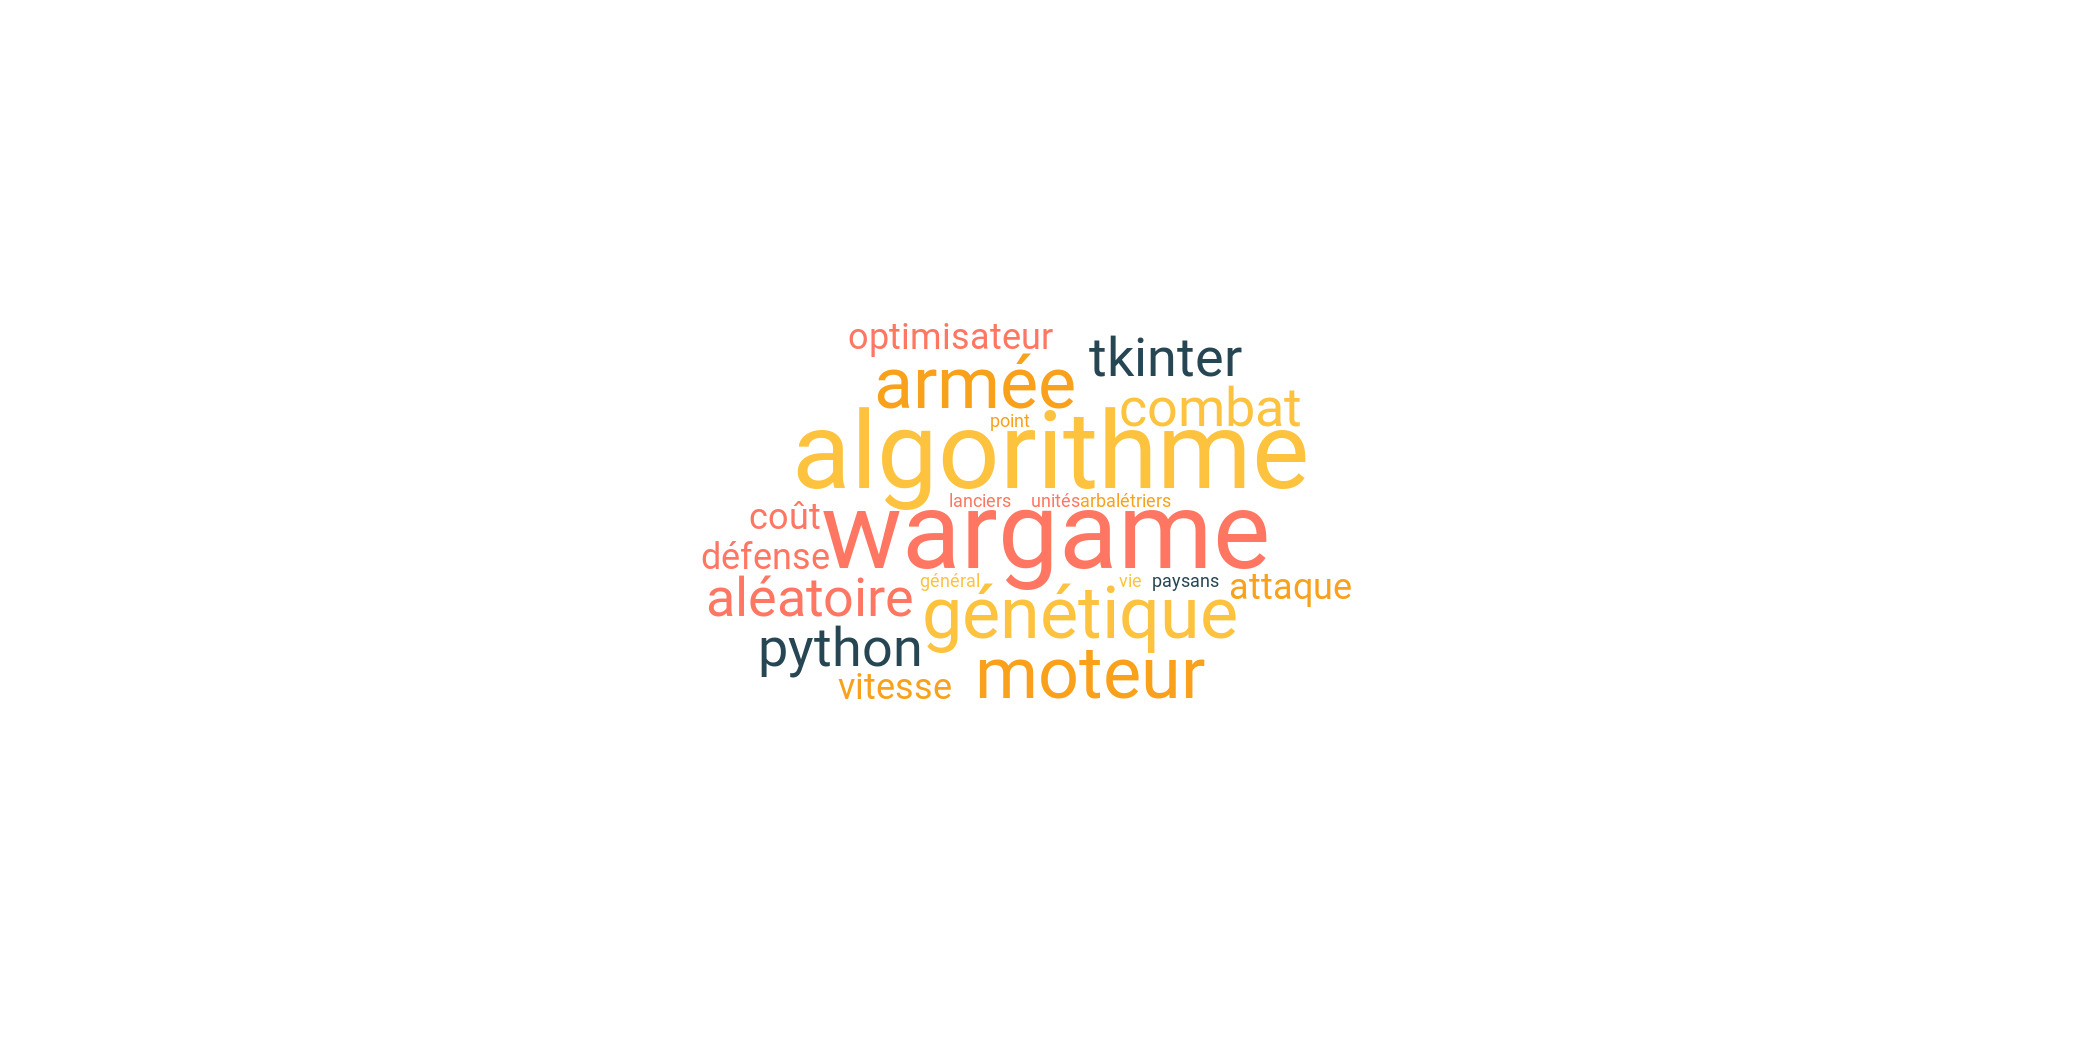 optimisateur
tkinter
armée
combat
point
algorithme
lanciers unités arbalétriers
coût
wargame
défense
général vie paysans attaque
aléatoire
génétique
python
moteur
vitesse